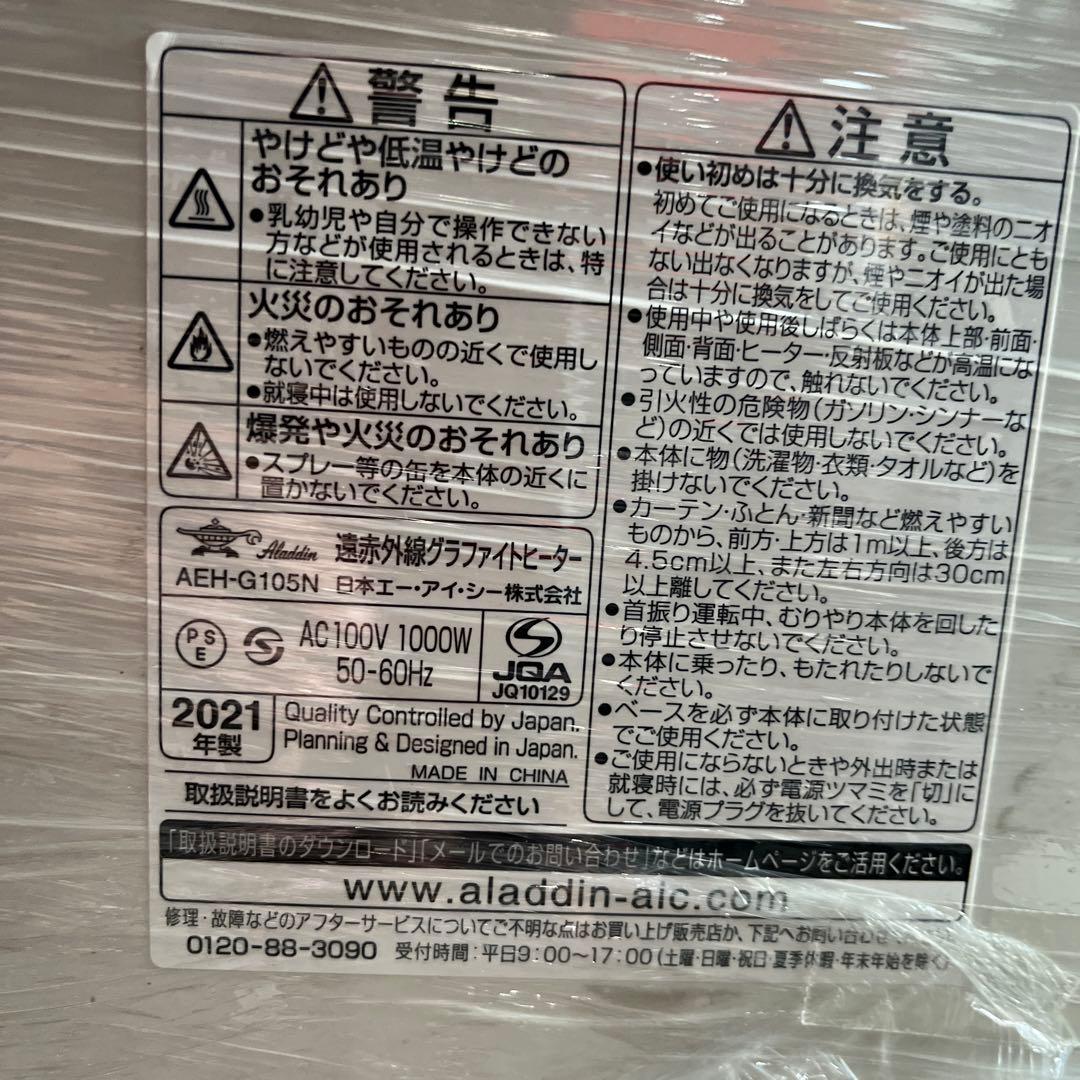 警告
やけどや低温やけどの
おそれあり
●乳幼児や自分で操作できない
方などが使用されるときは、特
に注意してください。
火災のおそれあり
●燃えやすいものの近くで使用し
ないでください。
●就寝中は使用しないでください。
爆発や火災のおそれあり
●スプレー等の缶を本体の近くに
置かないでください。
Aladdin 遠赤外線グラファイトヒーター
AEH-G105N 日本エー・アイ・シー株式会社
PSE
AC100V 1000W
50-60Hz
JQA
JQ10129
2021
年製
Quality Controlled by Japan.
Planning & Designed in Japan.
MADE IN CHINA
取扱説明書をよくお読みください
注意
●使い初めは十分に換気をする。
初めてご使用になるときは、煙や塗料のニオ
イなどが出ることがあります。ご使用にとも
ない出なくなりますが、煙やニオイが出た場
合は十分に換気をしてご使用ください。
●使用中や使用後しばらくは本体上部・前面・
側面・背面・ヒーター・反射板などが高温にな
っていますので、触れないでください。
●引火性の危険物(ガソリン・シンナーな
ど)の近くでは使用しないでください。
●本体に物(洗濯物・衣類・タオルなど)を
掛けないでください。
●カーテン・ふとん・新聞など燃えやすい
ものから、前方・上方は1m以上、後方は
4.5cm以上、また左右方向は30cm
以上離してください。
●首振り運転中、むりやり本体を回した
り停止させないでください。
●本体に乗ったり、もたれたりしないで
ください。
●ベースを必ず本体に取り付けた状態
でご使用ください。
●ご使用にならないときや外出時または
就寝時には、必ず電源ツマミを「切」に
して、電源プラグを抜いてください。
「取扱説明書のダウンロード」「メールでのお問い合わせ」などはホームページをご活用ください。
www.aladdin-aic.com
修理・故障などのアフターサービスについてご不明な点はお買い上げ販売店か、下記へお問い合わせください
0120-88-3090 受付時間:平日9:00~17:00(土曜・日曜・祝日・夏季休暇・年末年始を除く)